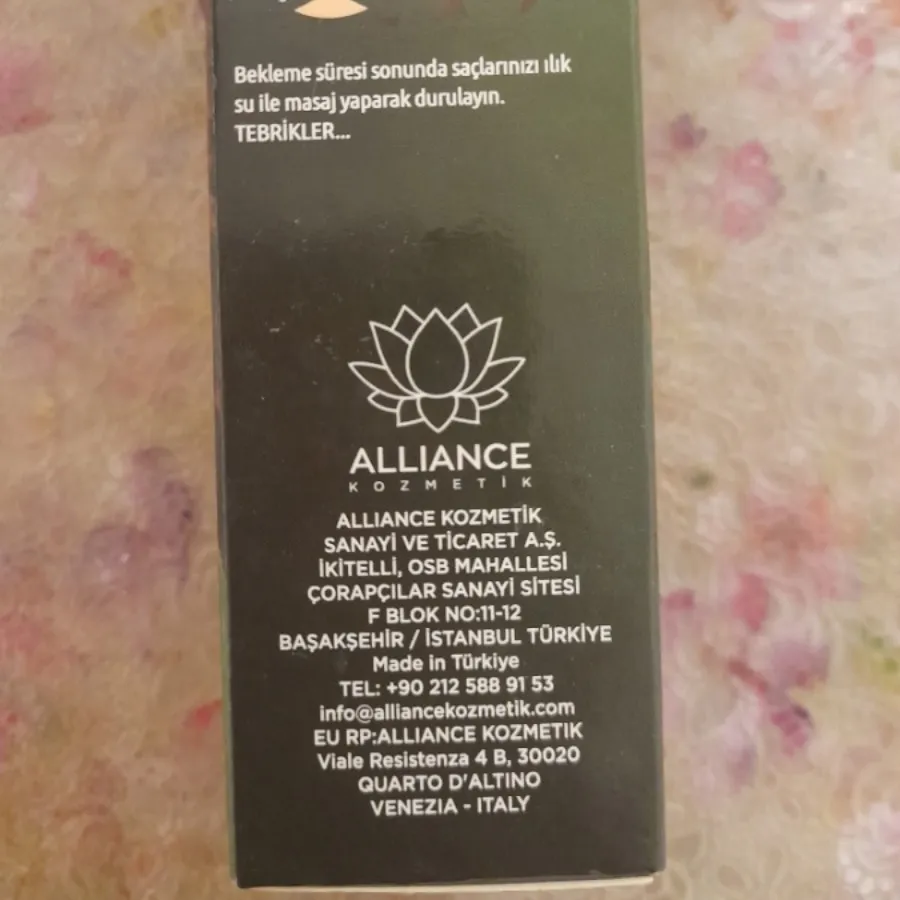 Bekleme süresi sonunda saçlarınızı ılık
su ile masaj yaparak durulayın.
TEBRİKLER...
ALLIANCE
KOZMETİK
ALLIANCE KOZMETİK
SANAYİ VE TİCARET A.Ş.
İKİTELLİ, OSB MAHALLESİ
ÇORAPÇILAR SANAYİ SİTESİ
F BLOK NO:11-12
BAŞAKŞEHİR / İSTANBUL TÜRKİYE
Made in Türkiye
TEL: +90 212 588 91 53
info@alliancekozmetik.com
EU RP:ALLIANCE KOZMETIK
Viale Resistenza 4 B, 30020
QUARTO D'ALTINO
VENEZIA - ITALY